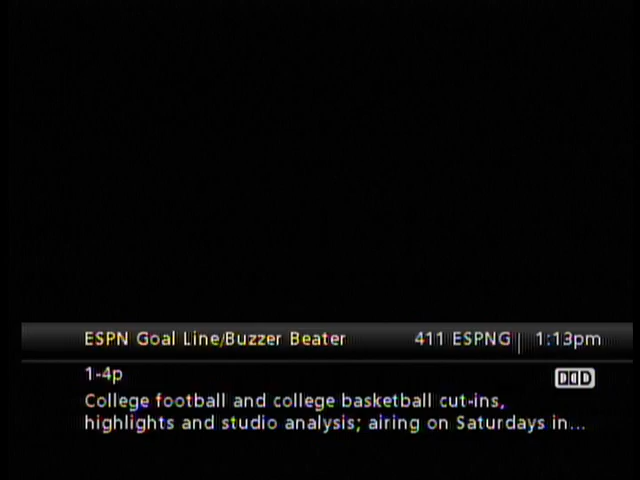 ESPN Goal Line/Buzzer Beater 411 ESPNG 1:13pm
1-4p
College football and college basketball cut-ins,
highlights and studio analysis; airing on Saturdays in...